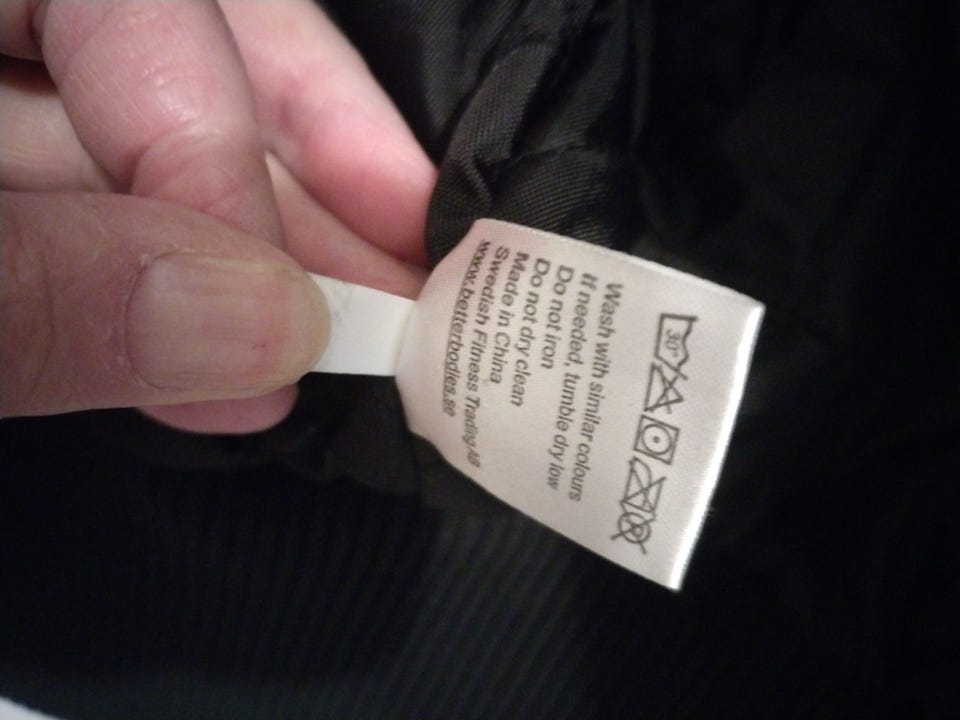 30°
Wash with similar colours
If needed, tumble dry low
Do not iron
Do not dry clean
Made in China
Swedish Fitness Trading AB
www.betterbodies.se